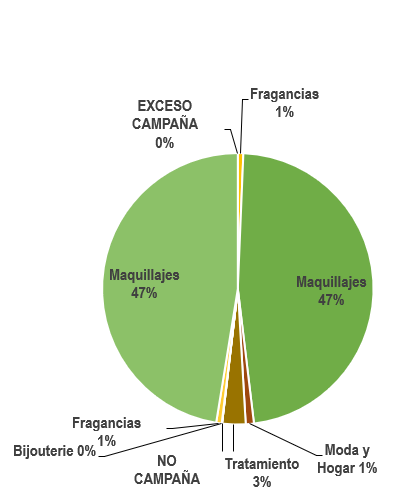 Fragancias
1%
EXCESO
CAMPAÑA
0%
Maquillajes
47%
Maquillajes
47%
Fragancias
1%
Bijouterie 0%
NO
CAMPAÑA
Tratamiento
3%
Moda y
Hogar 1%